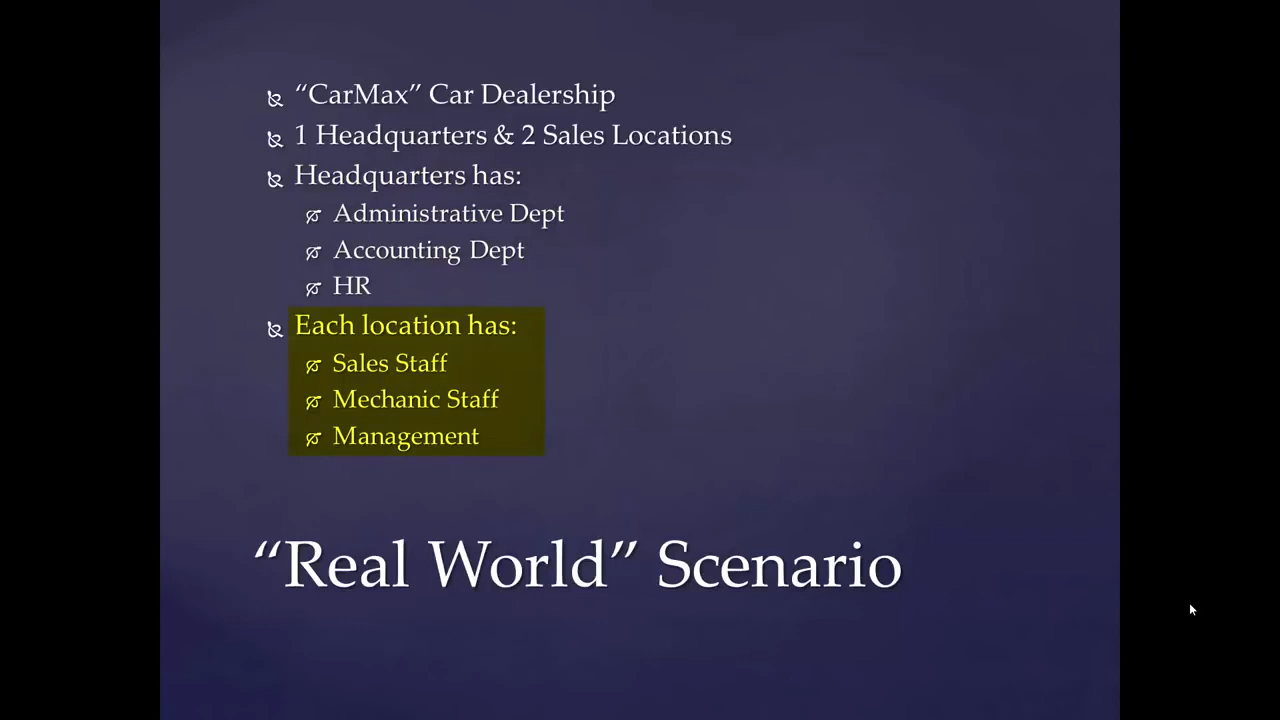 “CarMax” Car Dealership
1 Headquarters & 2 Sales Locations
Headquarters has:
Administrative Dept
Accounting Dept
HR
Each location has:
Sales Staff
Mechanic Staff
Management
“Real World” Scenario